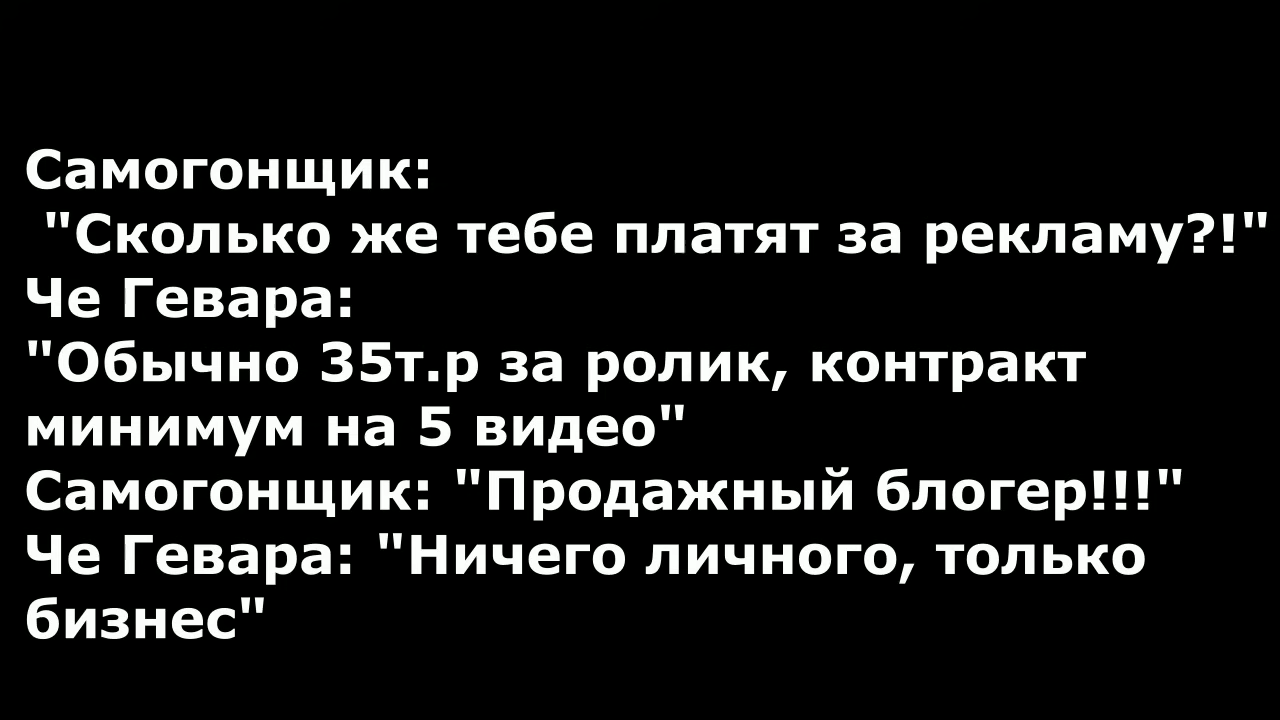 Самогонщик:
"Сколько же тебе платят за рекламу?!"
Че Гевара:
"Обычно 35т.р за ролик, контракт
минимум на 5 видео"
Самогонщик: "Продажный блогер!!!"
Че Гевара: "Ничего личного, только
бизнес"